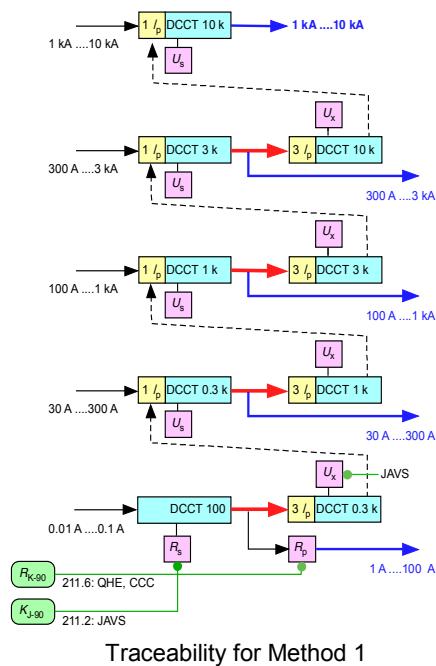 1 Ip DCCT 10 k
1 kA ....10 kA
1 kA ....10 kA
Us
Ux
1 Ip DCCT 3 k
3 Ip DCCT 10 k
300 A ....3 kA
Us
300 A ....3 kA
Ux
1 Ip DCCT 1 k
3 Ip DCCT 3 k
100 A ....1 kA
Us
100 A ....1 kA
Ux
1 Ip DCCT 0.3 k
3 Ip DCCT 1 k
30 A ....300 A
Us
30 A ....300 A
Ux
JAVS
DCCT 100
3 Ip DCCT 0.3 k
0.01 A ....0.1 A
Rs
Rp
1 A ....100 A
RK-90
211.6: QHE, CCC
KJ-90
211.2: JAVS
Traceability for Method 1